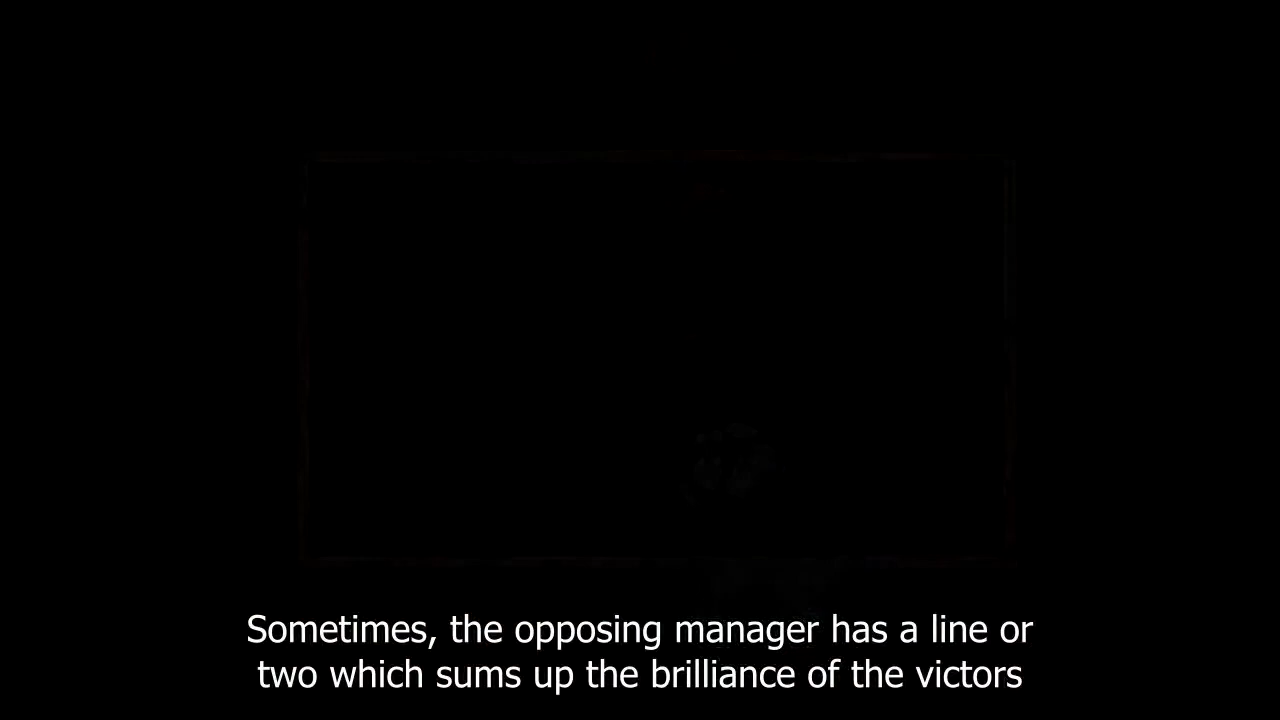 Sometimes, the opposing manager has a line or
two which sums up the brilliance of the victors